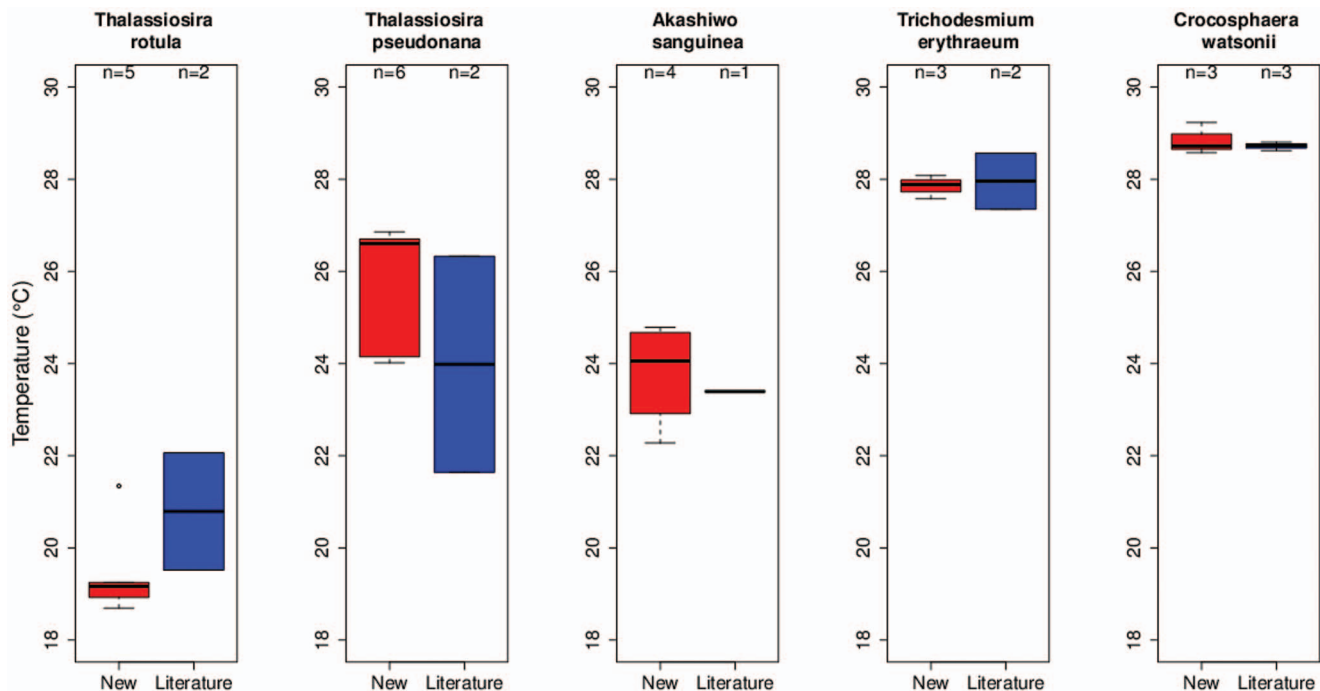 Thalassiosira
rotula
Thalassiosira
pseudonana
Akashiwo
sanguinea
Trichodesmium
erythraeum
Crocosphaera
watsonii
n=5 n=2
n=6 n=2
n=4 n=1
n=3 n=2
n=3 n=3
Temperature (°C)
30
28
26
24
22
20
18
30
28
26
24
22
20
18
30
28
26
24
22
20
18
30
28
26
24
22
20
18
30
28
26
24
22
20
18
New Literature
New Literature
New Literature
New Literature
New Literature